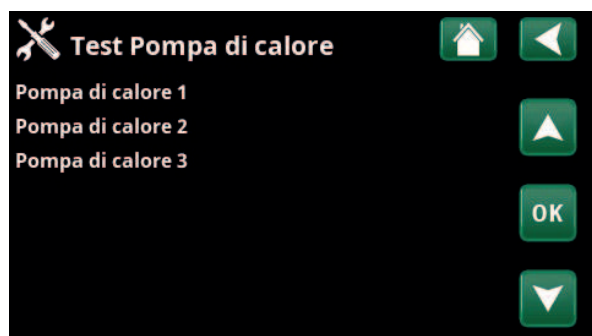 Test Pompa di calore
Pompa di calore 1
Pompa di calore 2
Pompa di calore 3
OK